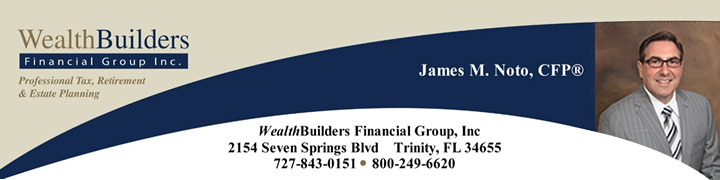 WealthBuilders
Financial Group Inc.
Professional Tax, Retirement
& Estate Planning
James M. Noto, CFP®
WealthBuilders Financial Group, Inc
2154 Seven Springs Blvd Trinity, FL 34655
727-843-0151 • 800-249-6620